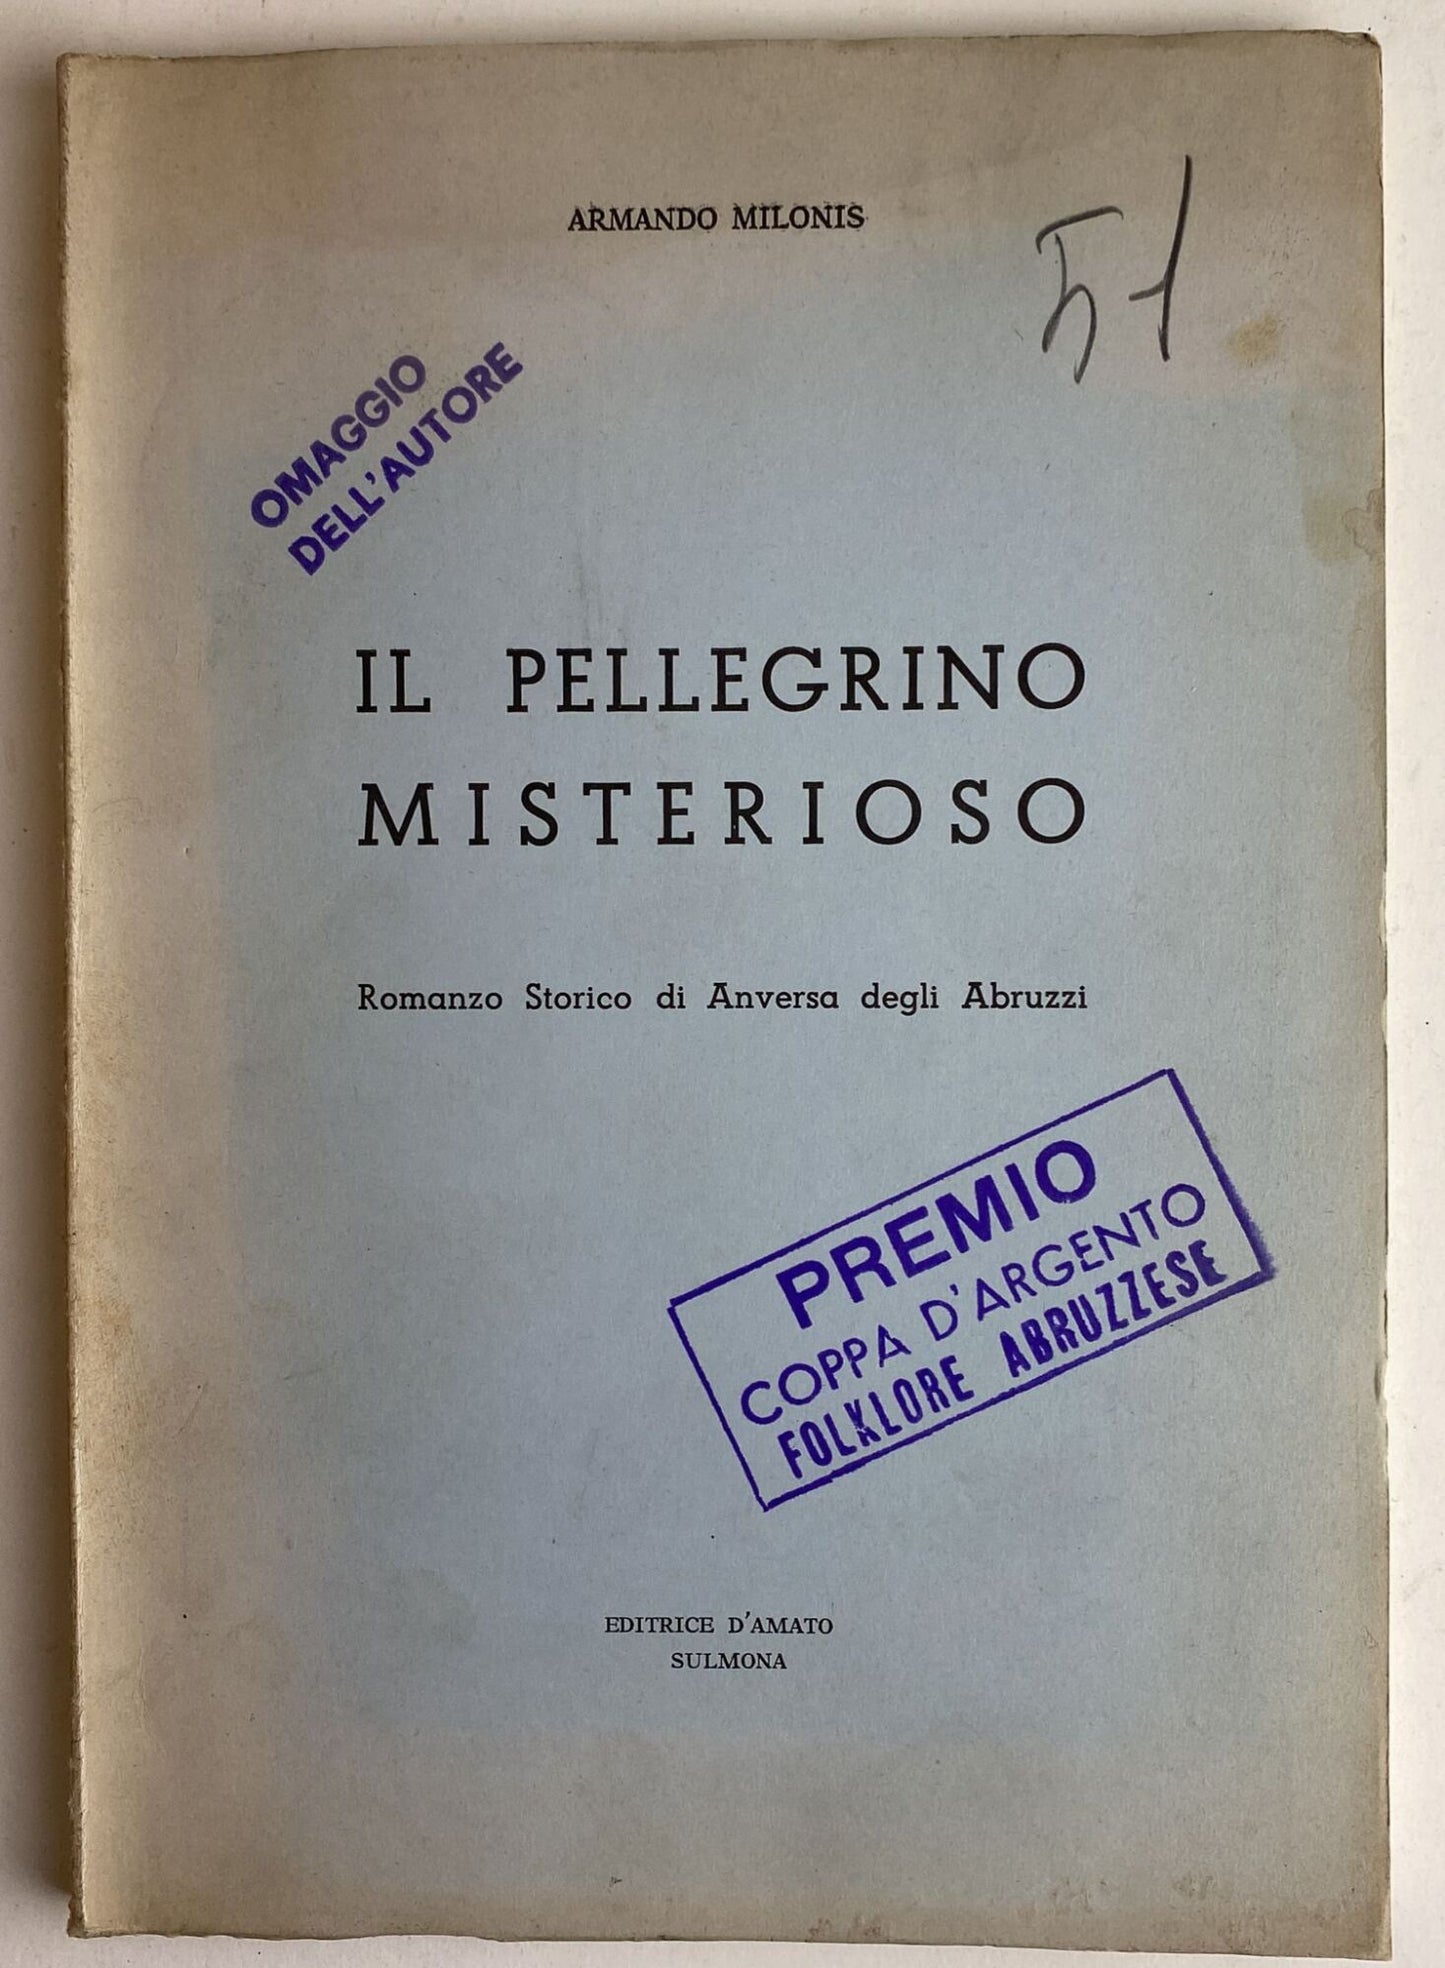 ARMANDO MILONIS
51
OMAGGIO
DELL'AUTORE
IL PELLEGRINO
MISTERIOSO
Romanzo Storico di Anversa degli Abruzzi
PREMIO
COPPA D'ARGENTO
FOLKLORE ABRUZZESE
EDITRICE D'AMATO
SULMONA